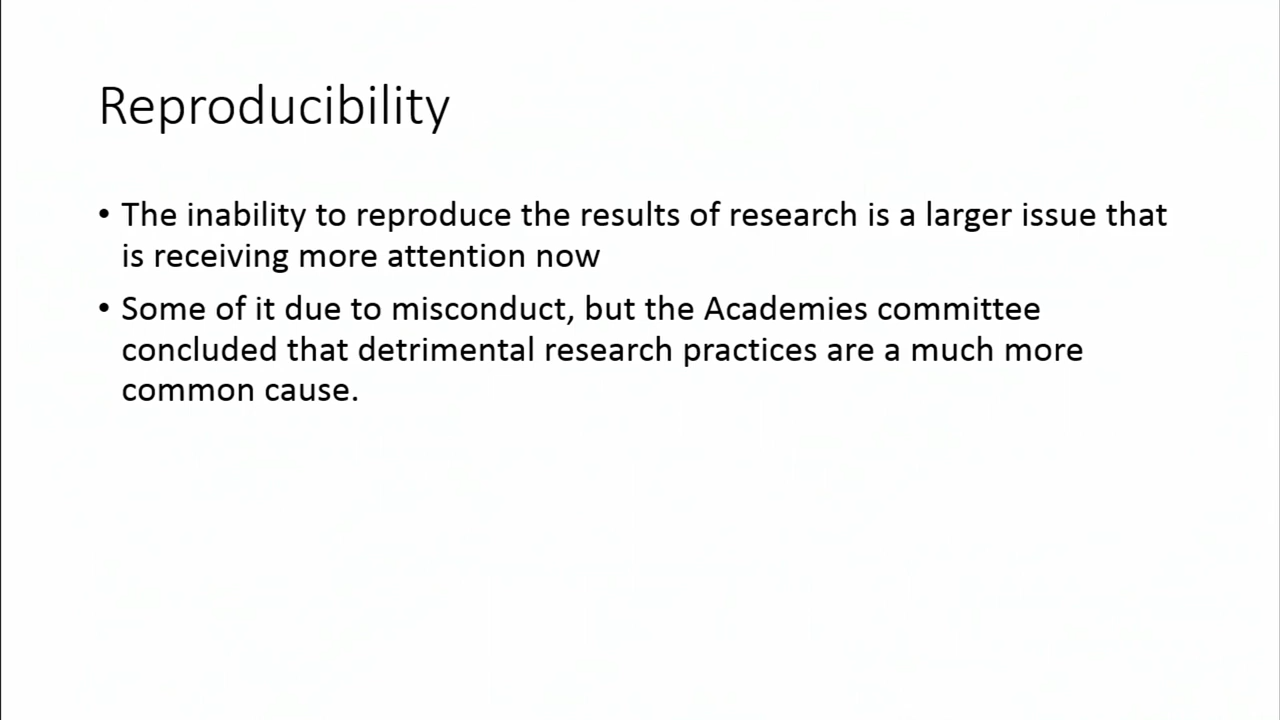 Reproducibility
• The inability to reproduce the results of research is a larger issue that
is receiving more attention now
• Some of it due to misconduct, but the Academies committee
concluded that detrimental research practices are a much more
common cause.